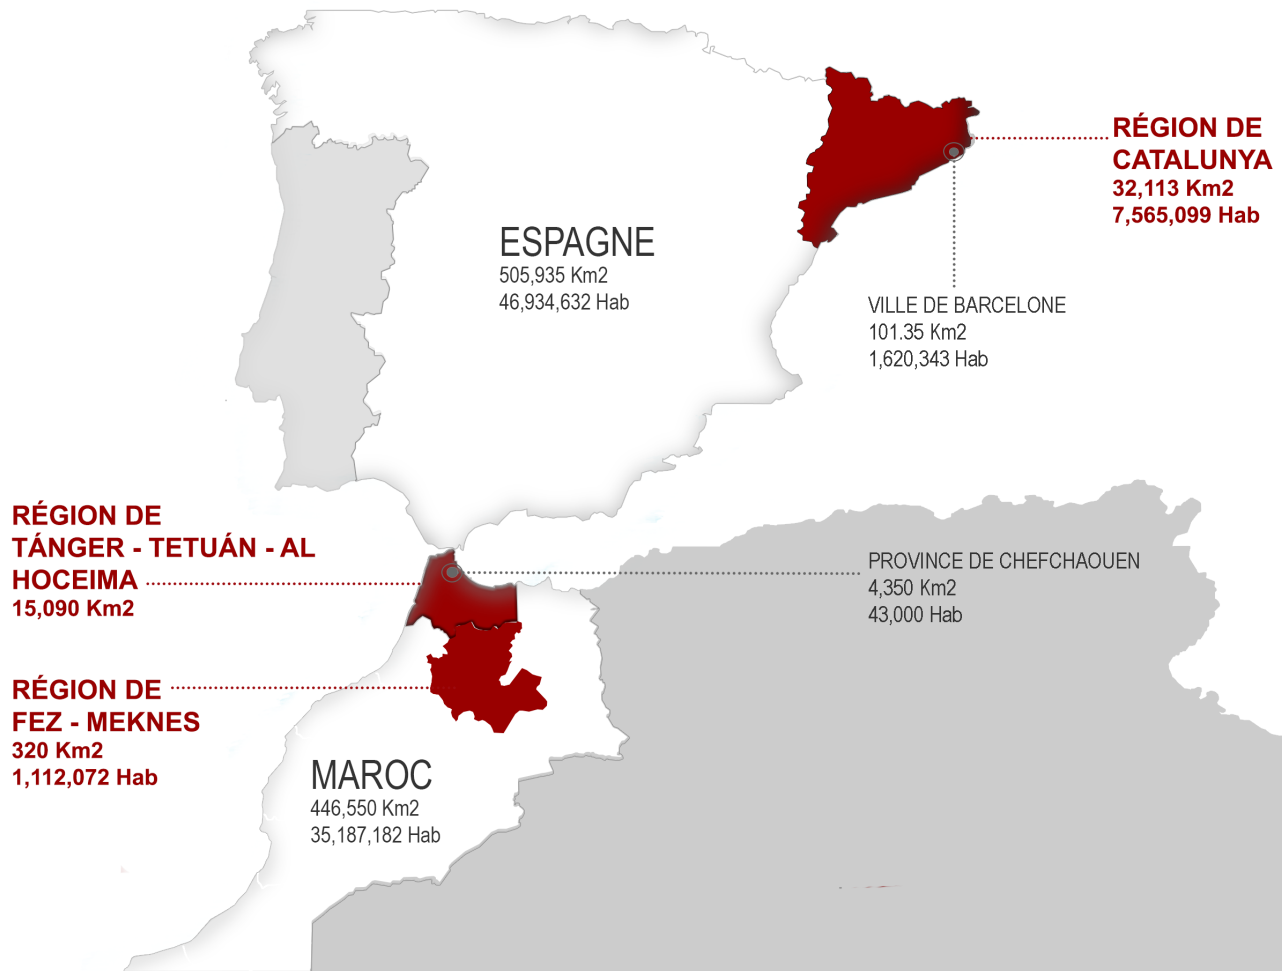 RÉGION DE
CATALUNYA
32,113 Km2
7,565,099 Hab
ESPAGNE
505,935 Km2
46,934,632 Hab
VILLE DE BARCELONE
101.35 Km2
1,620,343 Hab
RÉGION DE
TÁNGER - TETUÁN - AL
HOCEIMA
15,090 Km2
PROVINCE DE CHEFCHAOUEN
4,350 Km2
43,000 Hab
RÉGION DE
FEZ - MEKNES
320 Km2
1,112,072 Hab
MAROC
446,550 Km2
35,187,182 Hab